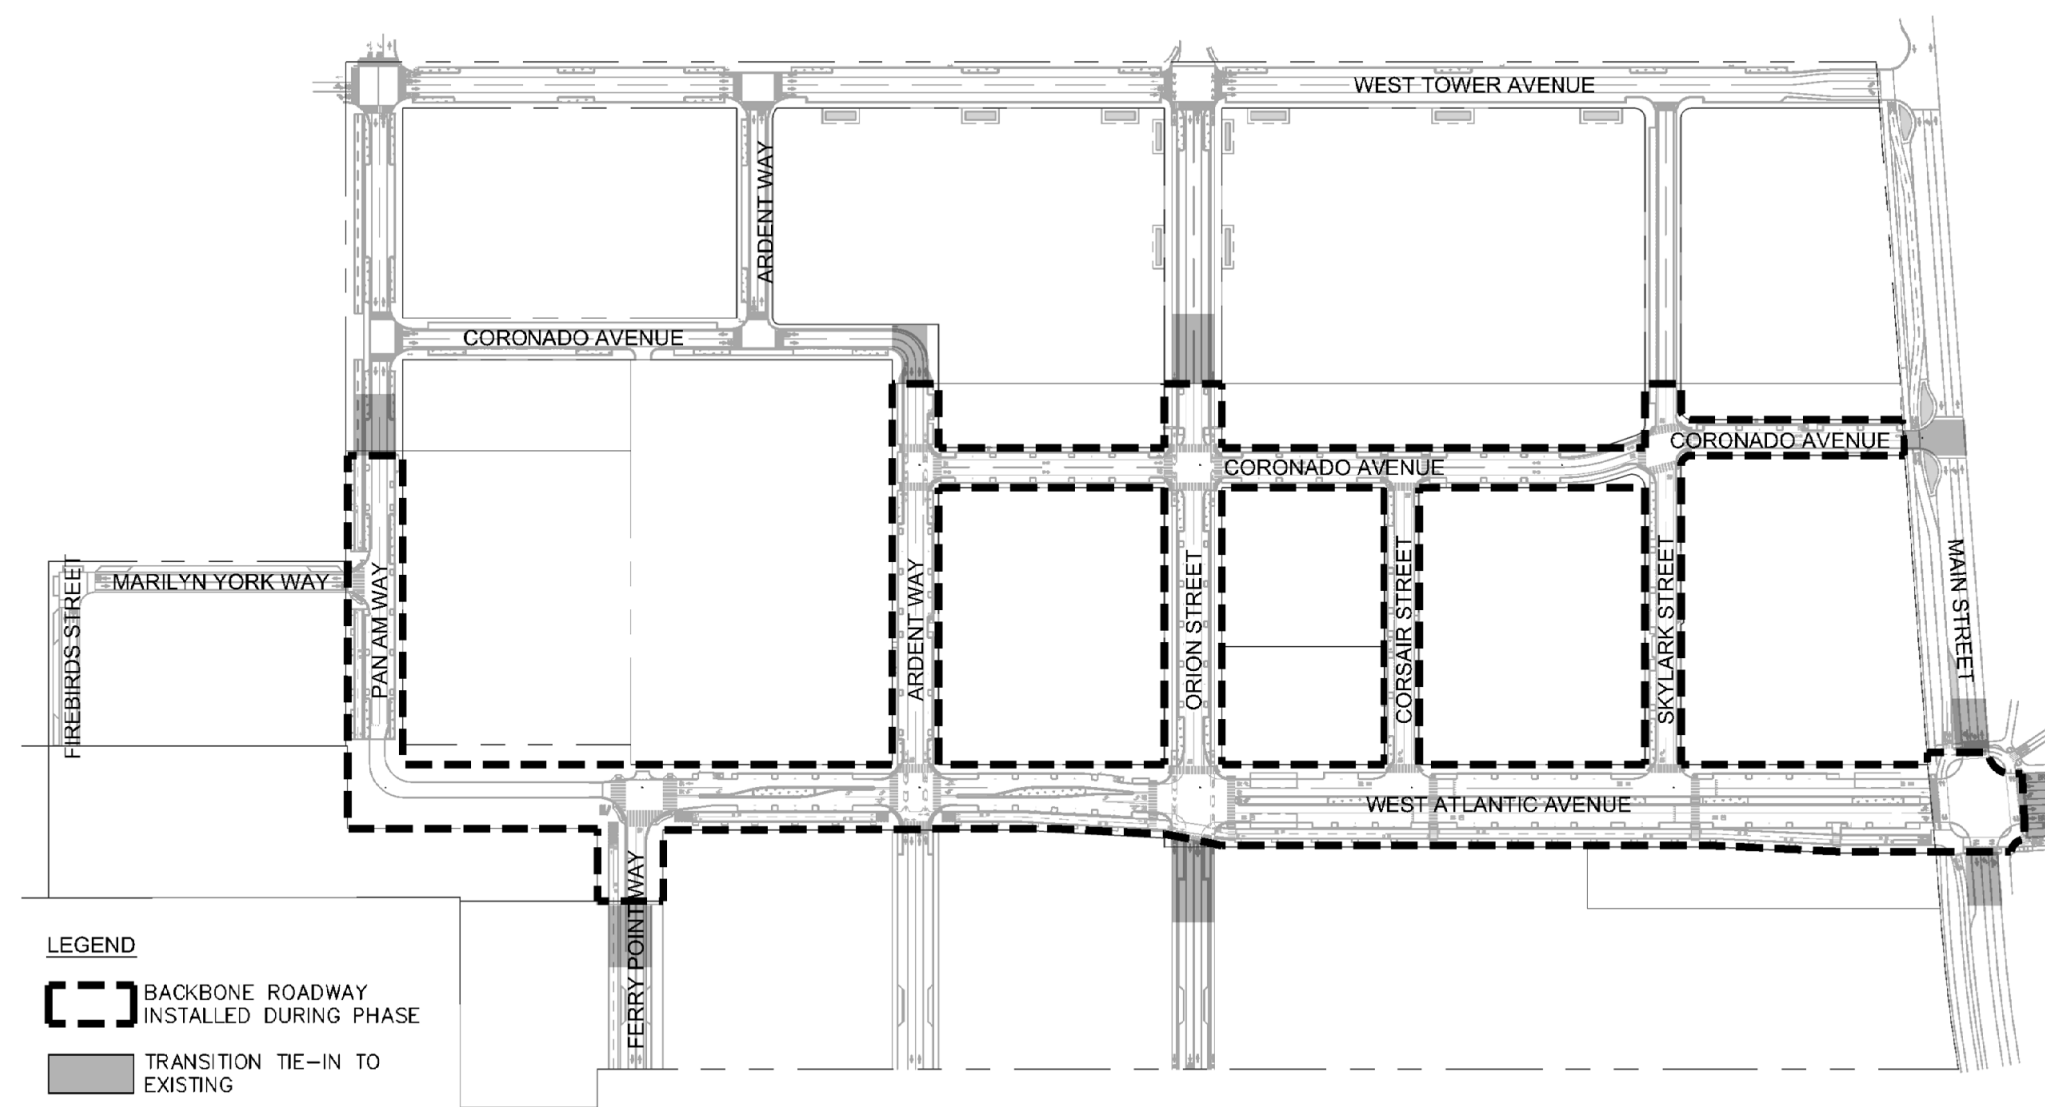 WEST TOWER AVENUE
ARDENT WAY
CORONADO AVENUE
CORONADO AVENUE
CORONADO AVENUE
MARILYN YORK WAY
FIREBIRDS STREET
PAN AM WAY
ARDENT WAY
ORION STREET
CORSAIR STREET
SKYLARK STREET
MAIN STREET
WEST ATLANTIC AVENUE
FERRY POINT WAY
LEGEND
BACKBONE ROADWAY
INSTALLED DURING PHASE
TRANSITION TIE-IN TO
EXISTING